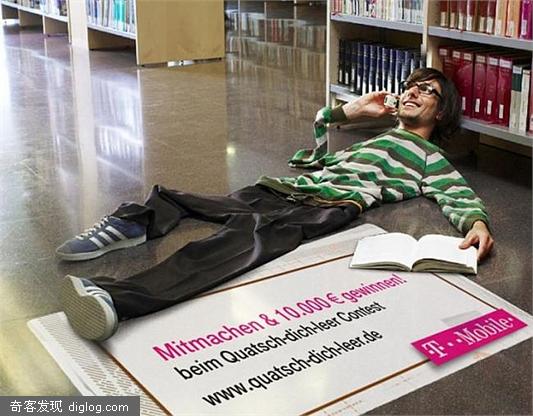 Mitmachen & 10.000 € gewinnen!
beim Quatsch-dich-leer Contest
www.quatsch-dich-leer.de
T··Mobile·
奇客发现 diglog.com